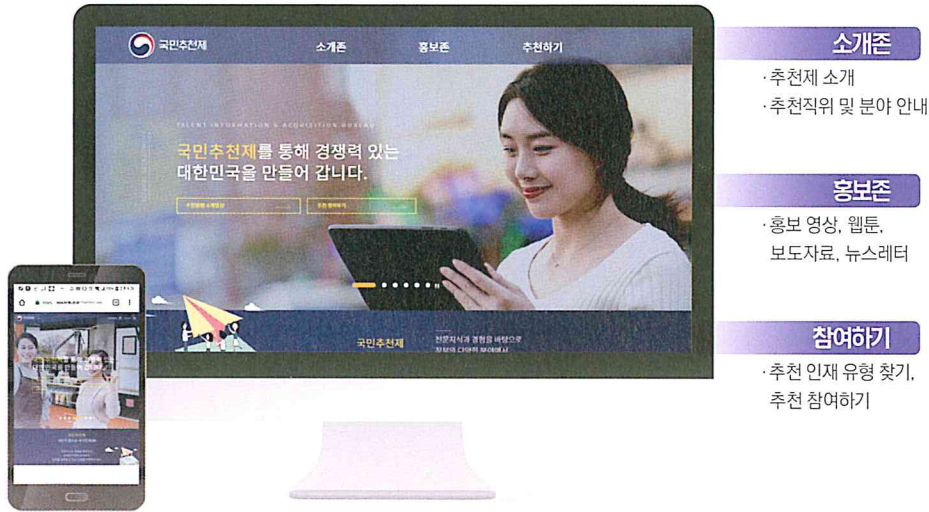 국민추천제
소개존 홍보존 추천하기
TALENT INFORMATION & ACQUISITION BUREAU
국민추천제를 통해 경쟁력 있는
대한민국을 만들어 갑니다.
국민추천제
전문지식과 경험을 바탕으로
소개존
·추천제 소개
·추천직위 및 분야 안내
홍보존
·홍보 영상, 웹툰,
보도자료, 뉴스레터
참여하기
·추천 인재 유형 찾기,
추천 참여하기